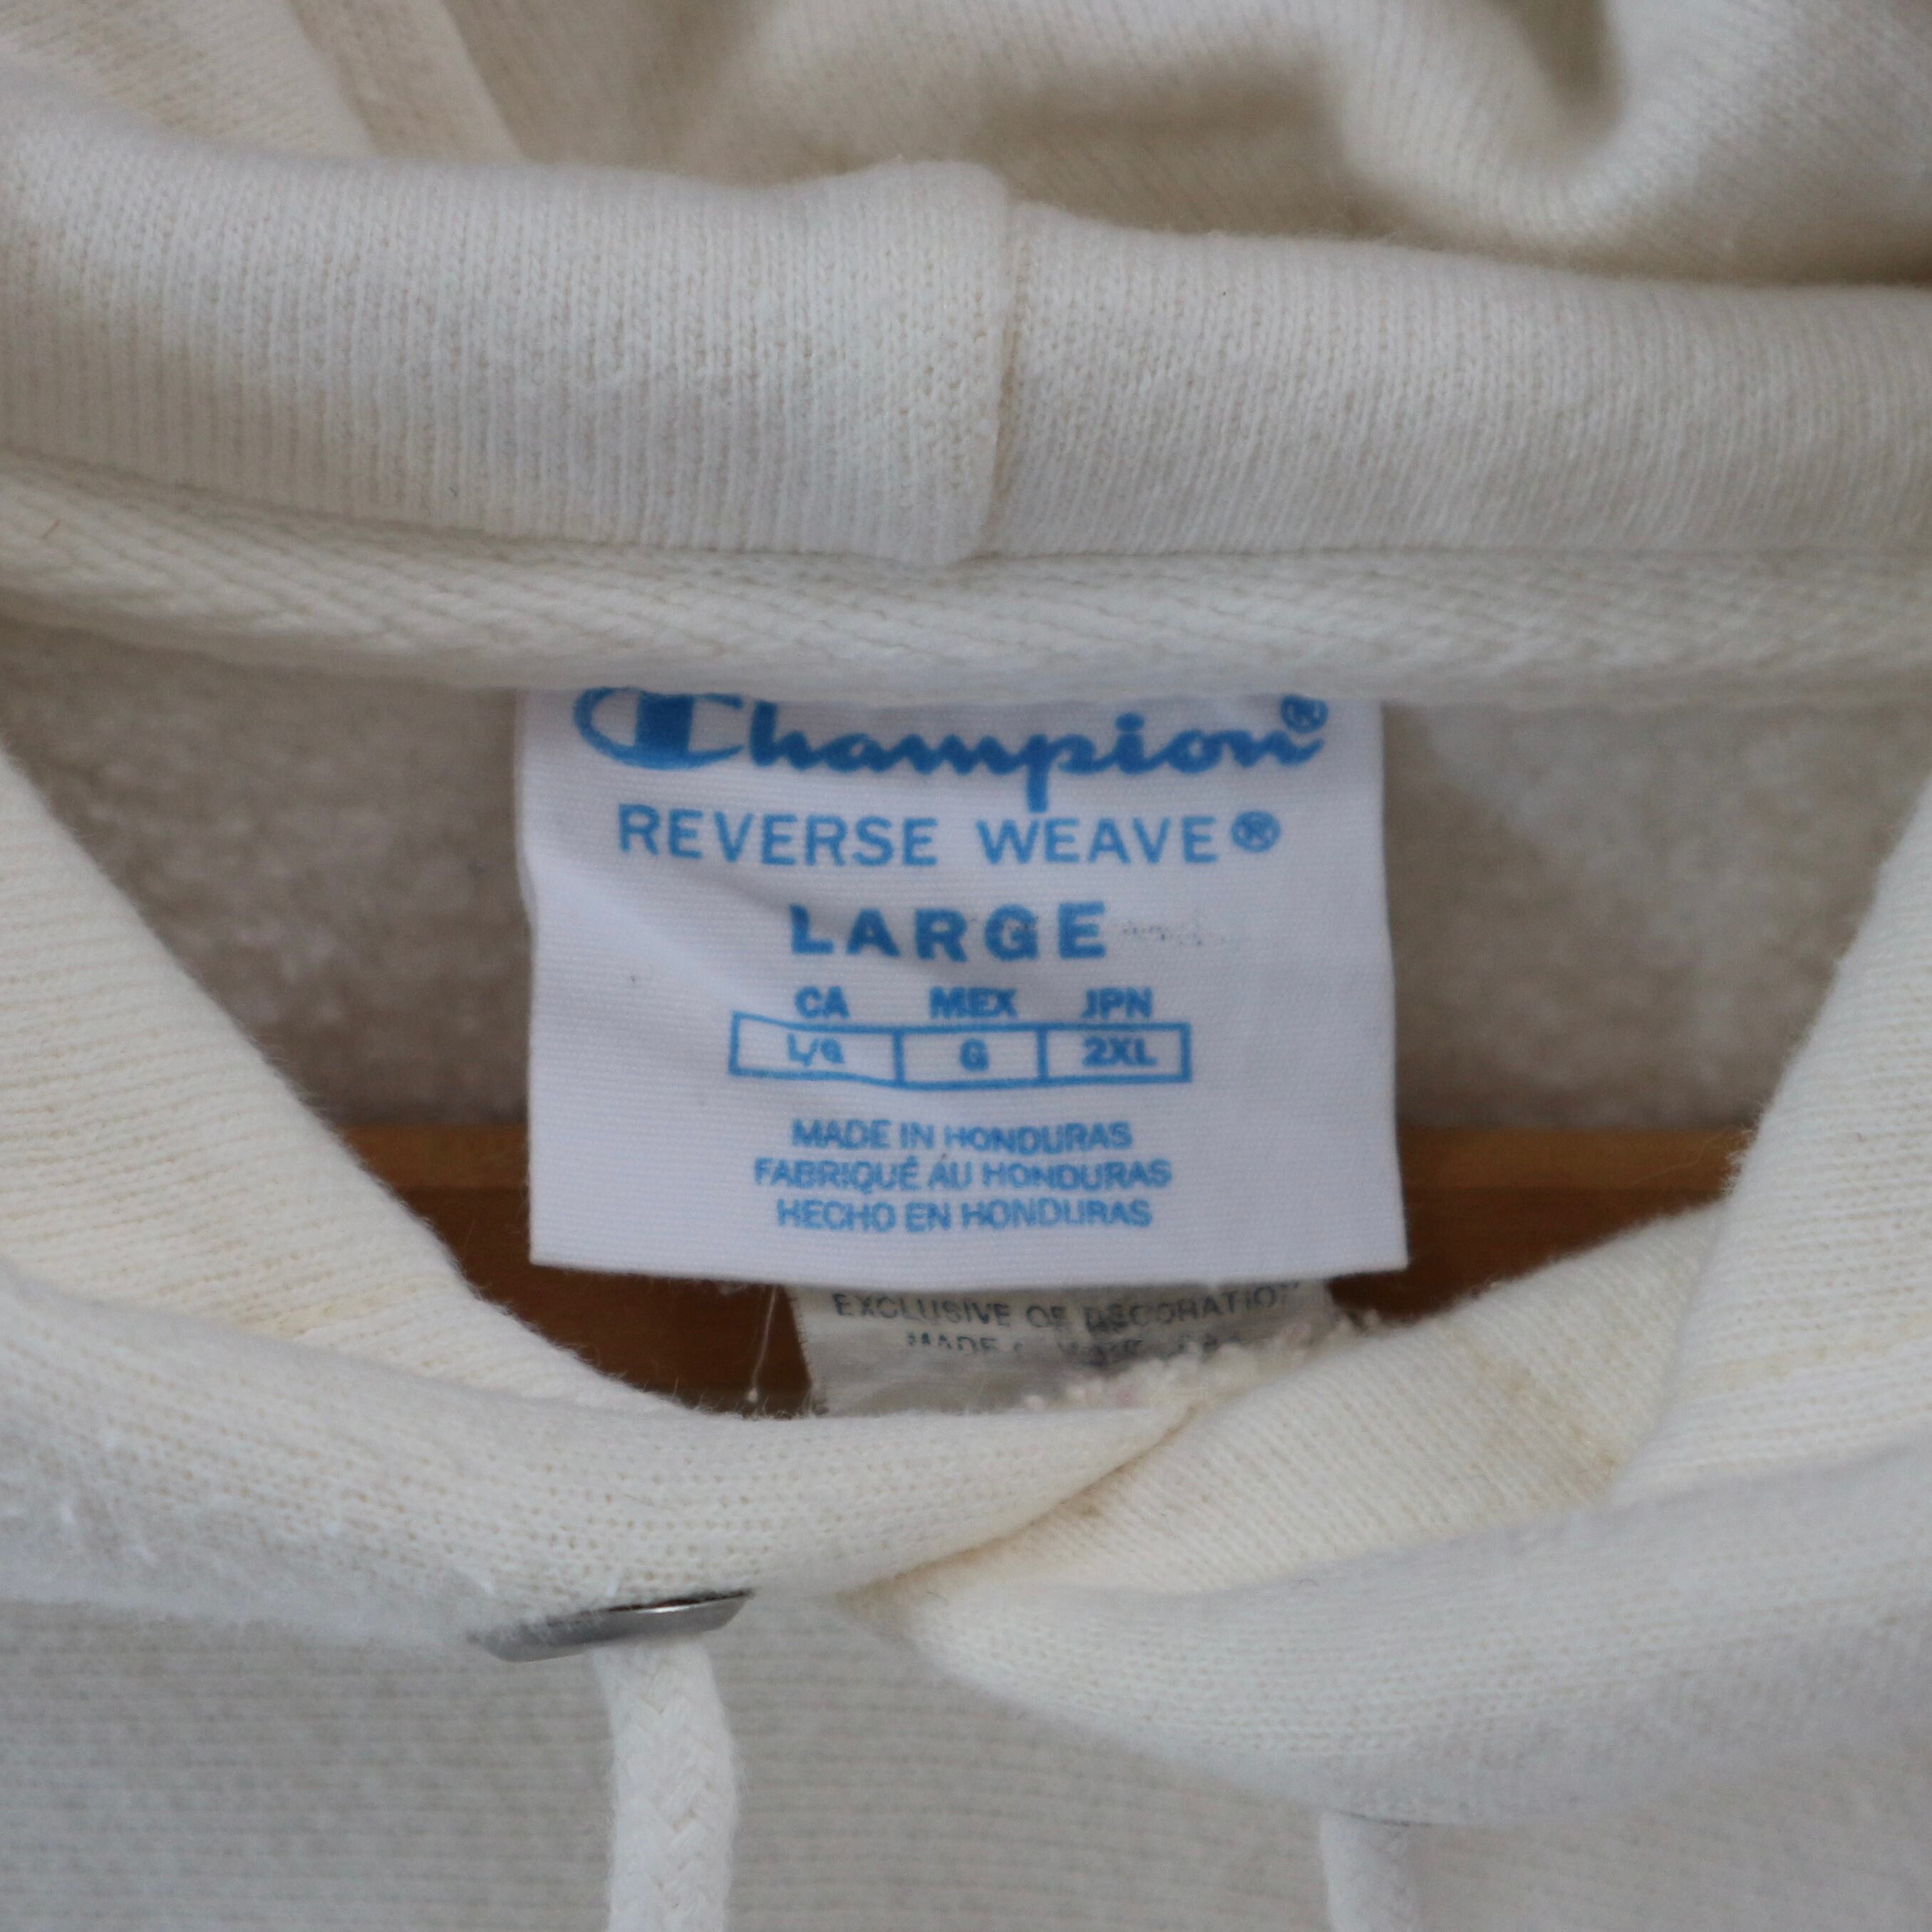 Champion®
REVERSE WEAVE®
LARGE
CA MEX JPN
L/G G 2XL
MADE IN HONDURAS
FABRIQUÉ AU HONDURAS
HECHO EN HONDURAS
EXCLUSIVE OF DECORATION
MADE